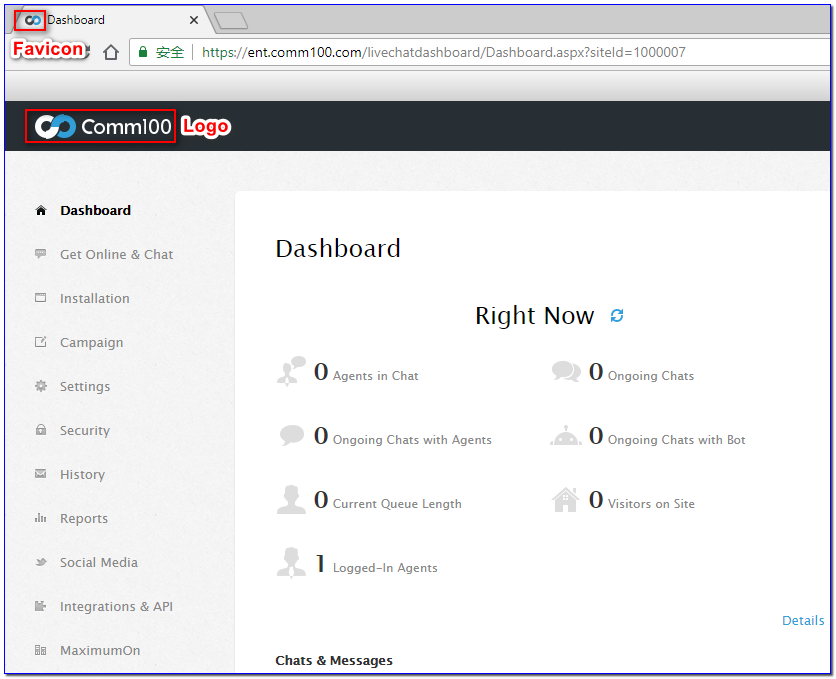 Dashboard
Favicon
安全
https://ent.comm100.com/livechatdashboard/Dashboard.aspx?siteId=1000007
Comm100
Logo
Dashboard
Get Online & Chat
Installation
Campaign
Settings
Security
History
Reports
Social Media
Integrations & API
MaximumOn
Dashboard
Right Now
0 Agents in Chat
0 Ongoing Chats
0 Ongoing Chats with Agents
0 Ongoing Chats with Bot
0 Current Queue Length
0 Visitors on Site
1 Logged-In Agents
Details
Chats & Messages